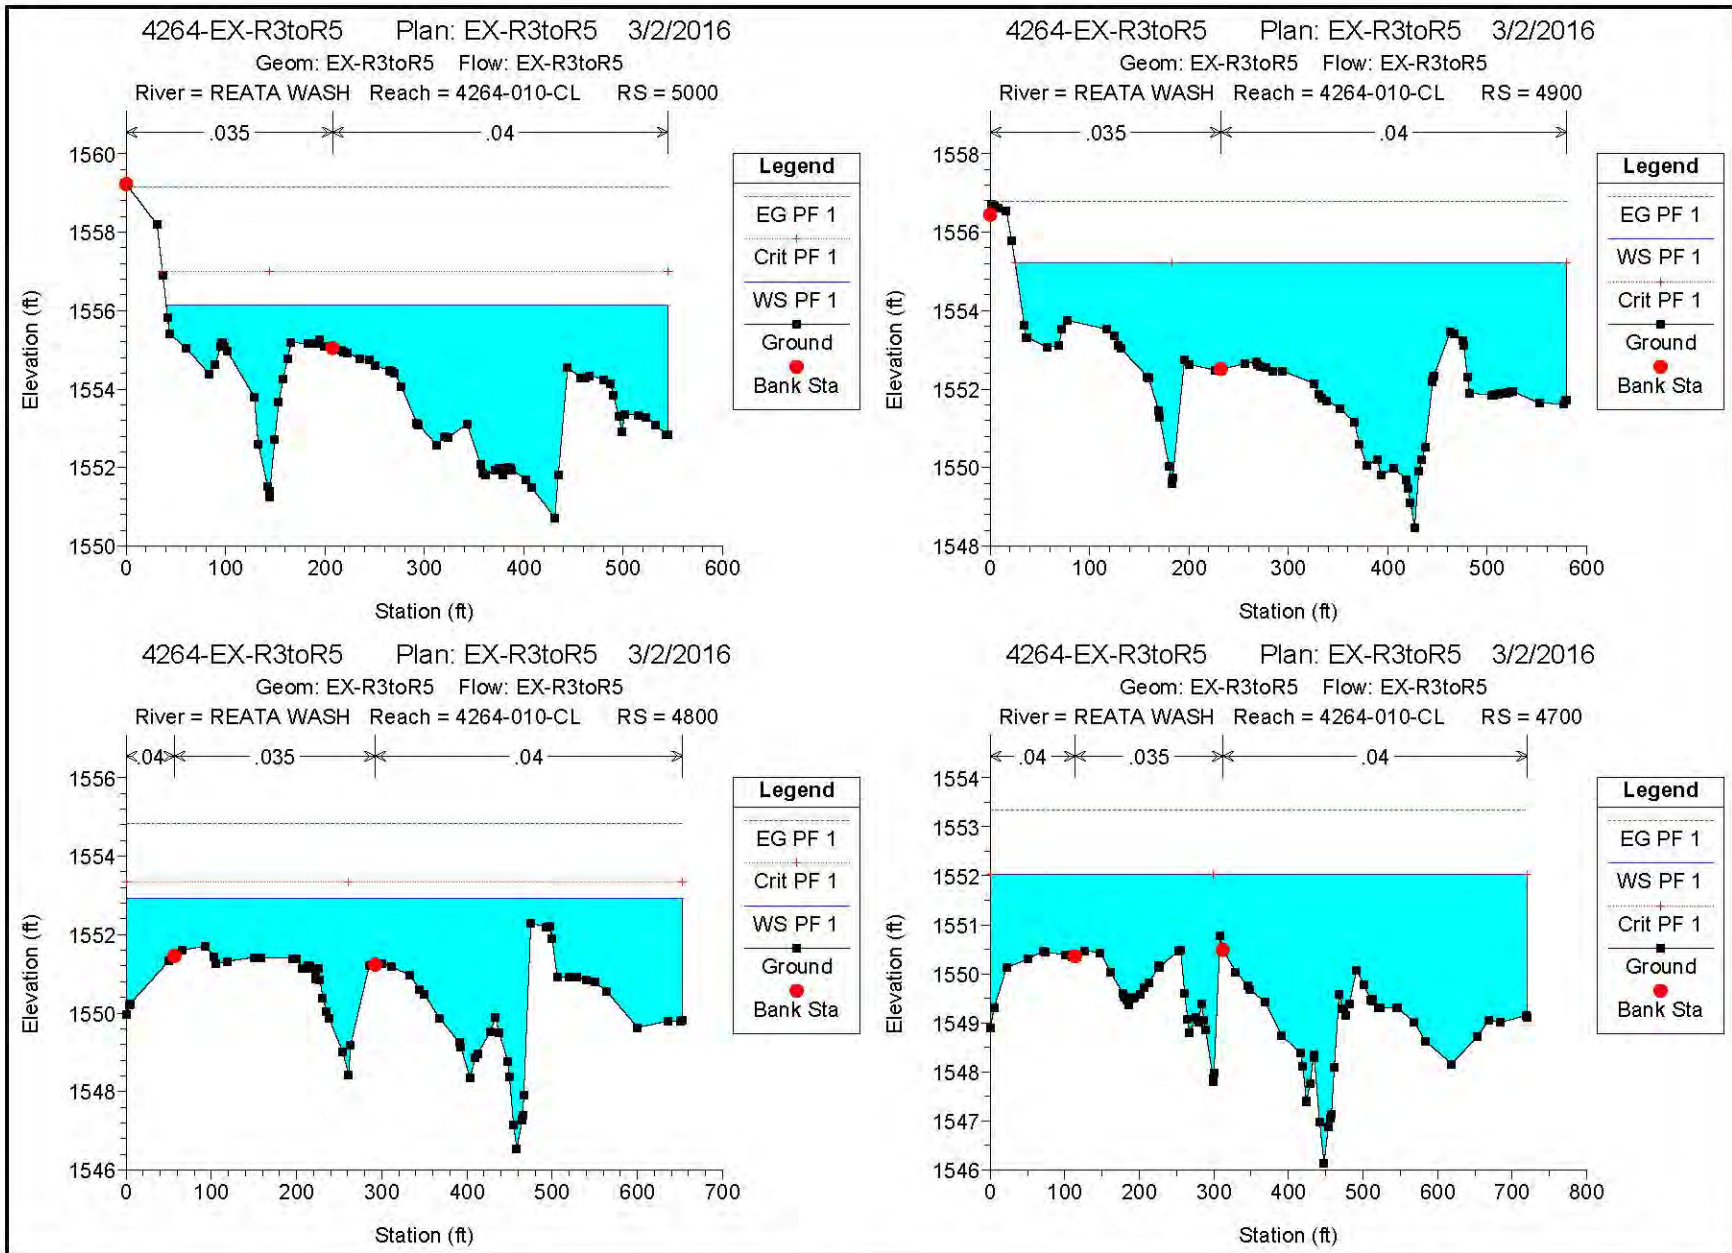 4264-EX-R3toR5 Plan: EX-R3toR5 3/2/2016
Geom: EX-R3toR5 Flow: EX-R3toR5
River = REATA WASH Reach = 4264-010-CL RS = 5000
.035 .04
1560
1558
1556
1554
1552
1550
Elevation (ft)
0 100 200 300 400 500 600
Station (ft)
Legend
EG PF 1
Crit PF 1
WS PF 1
Ground
Bank Sta
4264-EX-R3toR5 Plan: EX-R3toR5 3/2/2016
Geom: EX-R3toR5 Flow: EX-R3toR5
River = REATA WASH Reach = 4264-010-CL RS = 4900
.035 .04
1558
1556
1554
1552
1550
1548
Elevation (ft)
0 100 200 300 400 500 600
Station (ft)
Legend
EG PF 1
WS PF 1
Crit PF 1
Ground
Bank Sta
4264-EX-R3toR5 Plan: EX-R3toR5 3/2/2016
Geom: EX-R3toR5 Flow: EX-R3toR5
River = REATA WASH Reach = 4264-010-CL RS = 4800
.04 .035 .04
1556
1554
1552
1550
1548
1546
Elevation (ft)
0 100 200 300 400 500 600 700
Station (ft)
Legend
EG PF 1
Crit PF 1
WS PF 1
Ground
Bank Sta
4264-EX-R3toR5 Plan: EX-R3toR5 3/2/2016
Geom: EX-R3toR5 Flow: EX-R3toR5
River = REATA WASH Reach = 4264-010-CL RS = 4700
.04 .035 .04
1554
1553
1552
1551
1550
1549
1548
1547
1546
Elevation (ft)
0 100 200 300 400 500 600 700 800
Station (ft)
Legend
EG PF 1
WS PF 1
Crit PF 1
Ground
Bank Sta